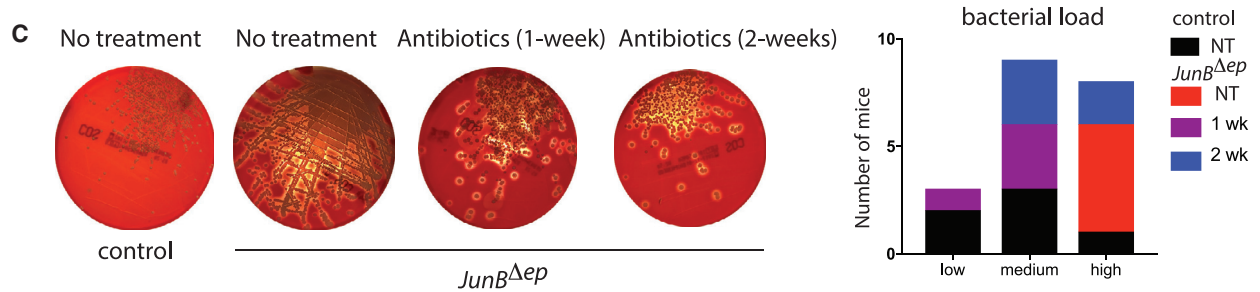 C
No treatment
No treatment
Antibiotics (1-week)
Antibiotics (2-weeks)
control
JunBΔep
bacterial load
Number of mice
10
5
0
low
medium
high
control
NT
JunBΔep
NT
1 wk
2 wk
CO2